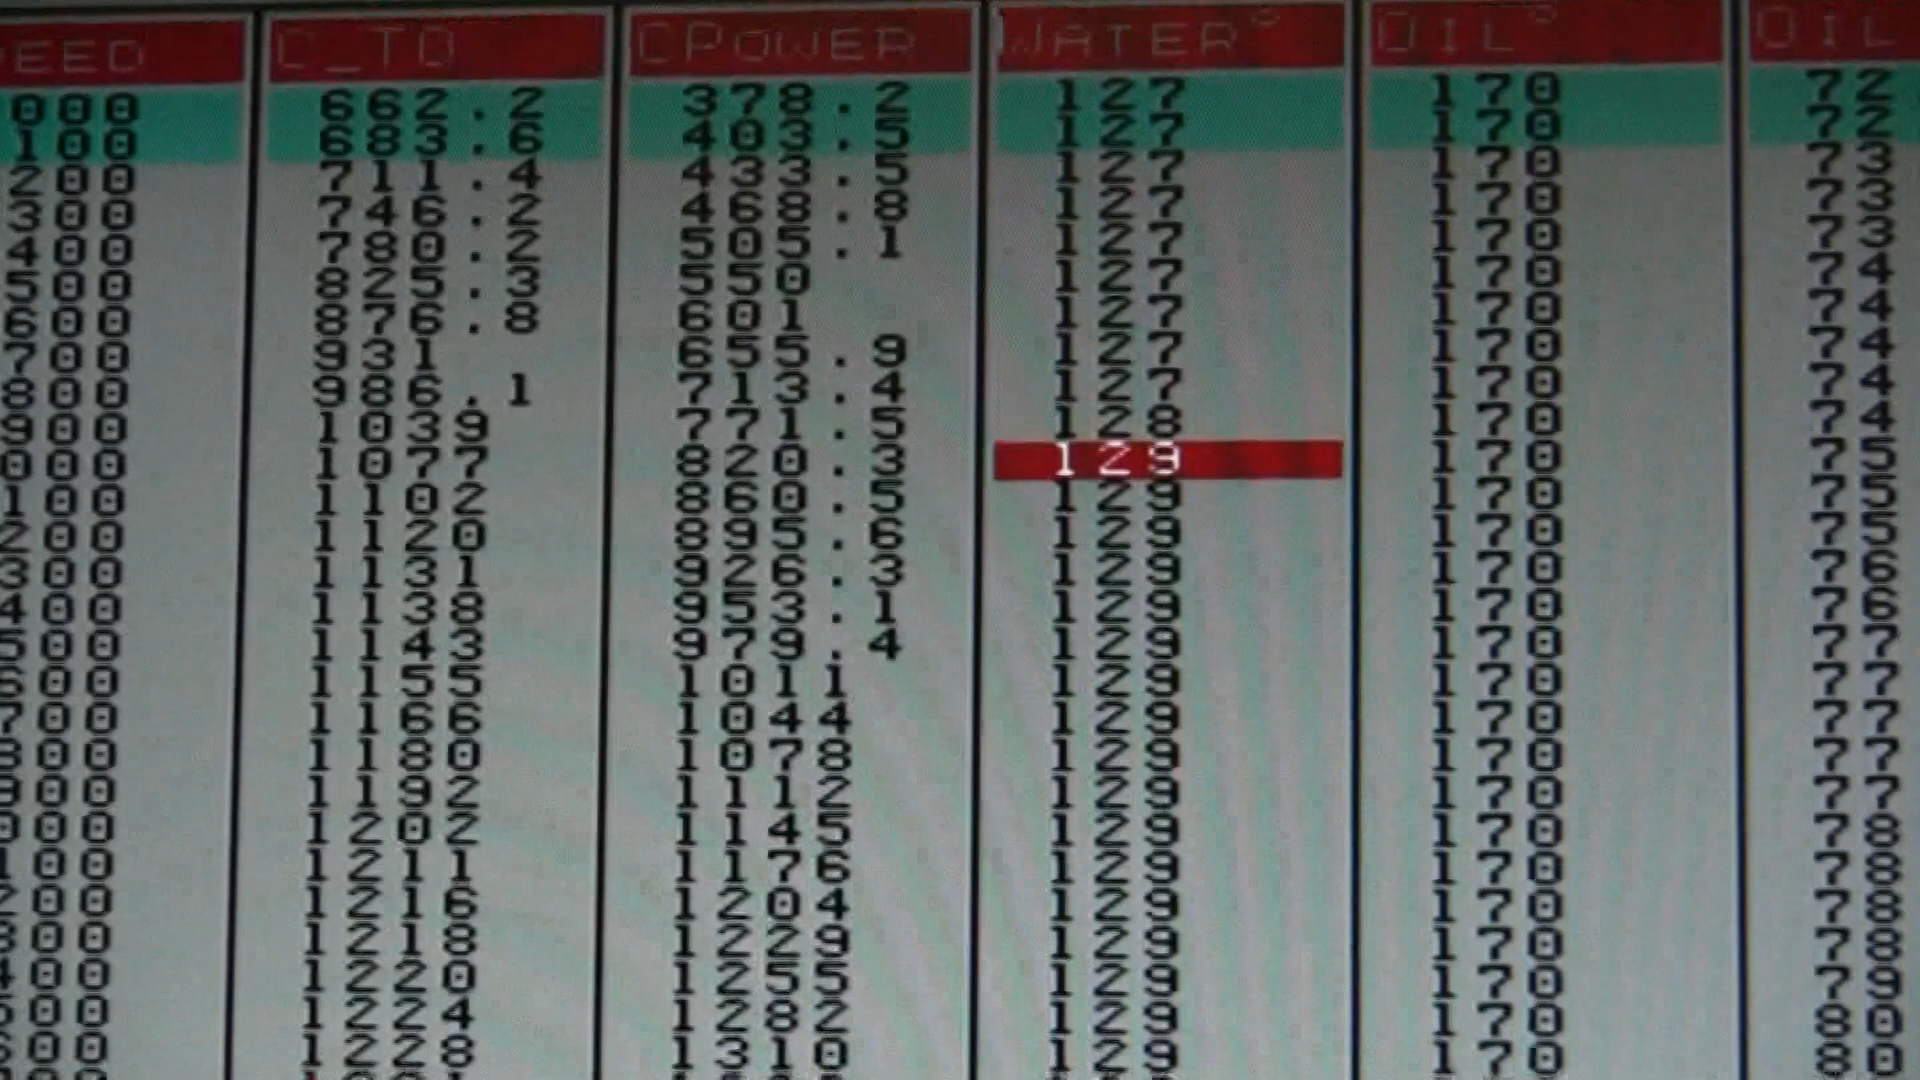 EED C_TQ CPOWER WATER° OIL° OIL
000 662.2 378.2 127 170 72
100 683.6 403.5 127 170 72
200 711.4 433.5 127 170 73
300 746.2 468.8 127 170 73
400 780.2 505.1 127 170 73
500 825.3 550 127 170 74
600 876.8 601 127 170 74
700 931 655.9 127 170 74
800 986.1 713.4 127 170 74
900 1039 771.5 128 170 74
000 1077 820.3 129 170 75
100 1102 860.5 129 170 75
200 1120 895.6 129 170 75
300 1131 926.3 129 170 76
400 1138 953.1 129 170 76
500 1143 979.4 129 170 77
600 1155 1011 129 170 77
700 1166 1044 129 170 77
800 1180 1078 129 170 77
900 1192 1112 129 170 77
000 1202 1145 129 170 78
100 1211 1176 129 170 78
200 1216 1204 129 170 78
300 1218 1229 129 170 78
400 1220 1255 129 170 79
500 1224 1282 129 170 80
600 1228 1310 129 170 80